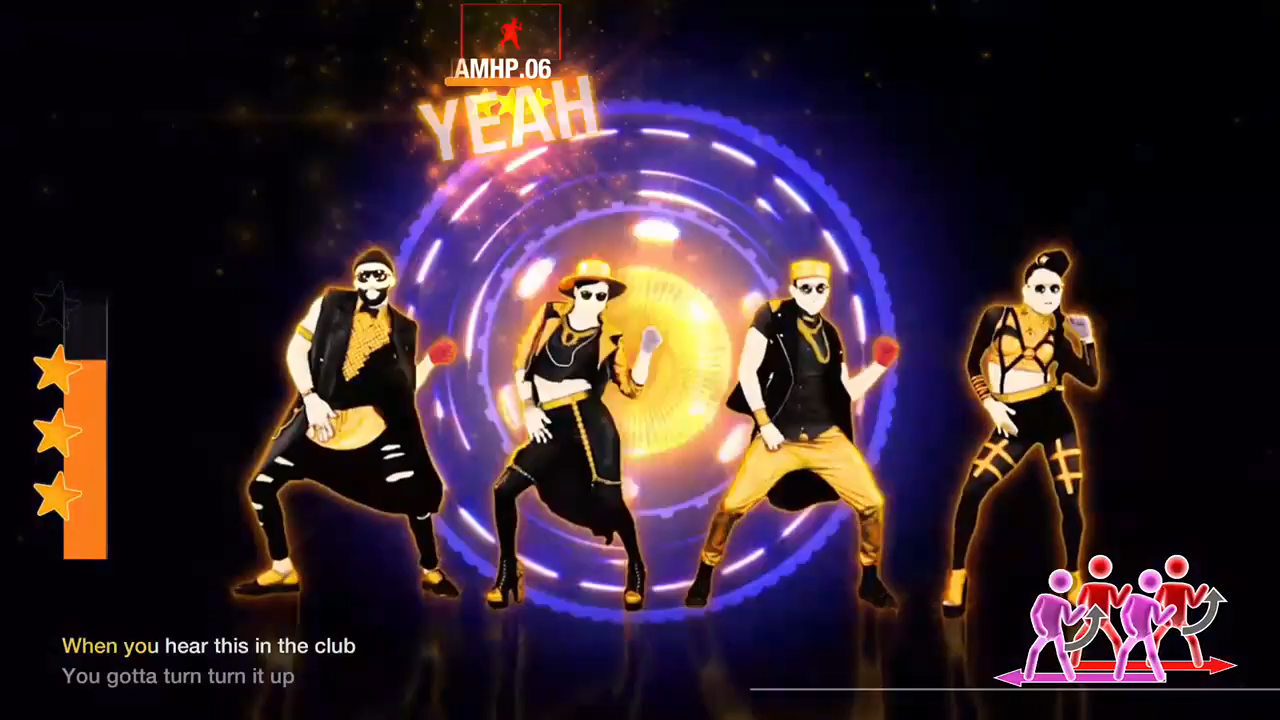 AMHP.06
YEAH
When you hear this in the club
You gotta turn turn it up